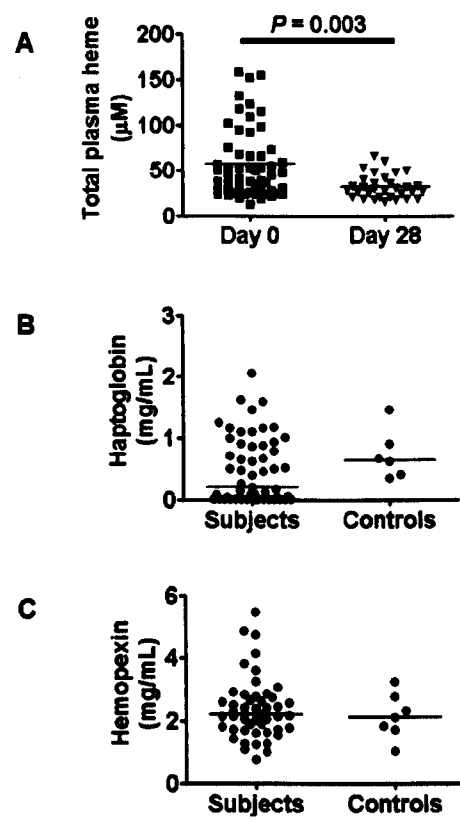 A
P = 0.003
Total plasma heme
(µM)
200
150
100
50
0
Day 0
Day 28
B
Haptoglobin
(mg/mL)
3
2
1
0
Subjects
Controls
C
Hemopexin
(mg/mL)
6
4
2
0
Subjects
Controls